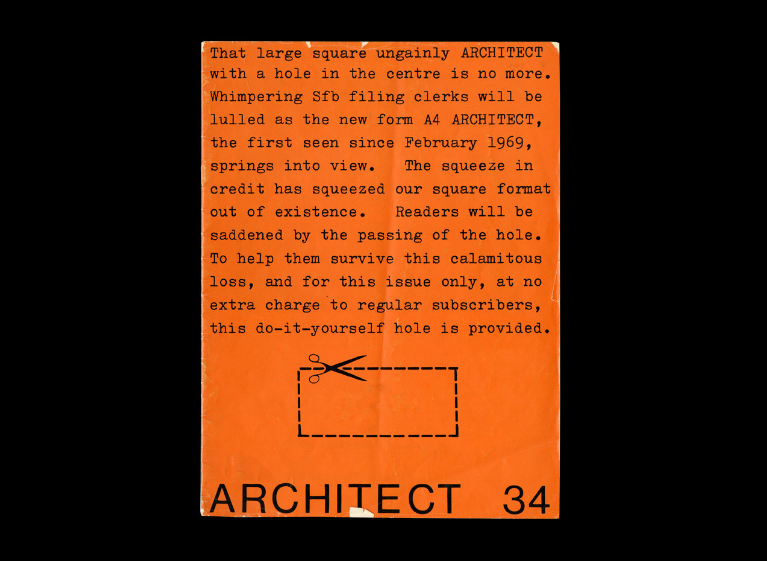 That large square ungainly ARCHITECT
with a hole in the centre is no more.
Whimpering Sfb filing clerks will be
lulled as the new form A4 ARCHITECT,
the first seen since February 1969,
springs into view. The squeeze in
credit has squeezed our square format
out of existence. Readers will be
saddened by the passing of the hole.
To help them survive this calamitous
loss, and for this issue only, at no
extra charge to regular subscribers,
this do-it-yourself hole is provided.
ARCHITECT 34